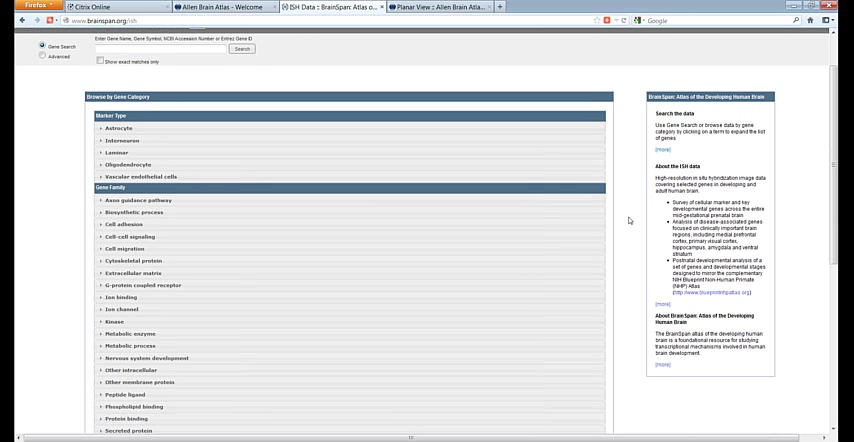 Firefox
Citrix Online
Allen Brain Atlas - Welcome
ISH Data :: BrainSpan: Atlas o...
Planar View :: Allen Brain Atla...
www.brainspan.org/ish
Google
Enter Gene Name, Gene Symbol, NCBI Accession Number or Entrez Gene ID
Gene Search
Search
Advanced
Show exact matches only
Browse by Gene Category
Marker Type
Astrocyte
Interneuron
Laminar
Oligodendrocyte
Vascular endothelial cells
Gene Family
Axon guidance pathway
Biosynthetic process
Cell adhesion
Cell-cell signaling
Cell migration
Cytoskeletal protein
Extracellular matrix
G-protein coupled receptor
Ion binding
Ion channel
Kinase
Metabolic enzyme
Metabolic process
Nervous system development
Other intracellular
Other membrane protein
Peptide ligand
Phospholipid binding
Protein binding
Secreted protein
BrainSpan: Atlas of the Developing Human Brain
Search the data
Use Gene Search or browse data by gene
category by clicking on a term to expand the list
of genes
[more]
About the ISH data
High-resolution in situ hybridization image data
covering selected genes in developing and
adult human brain.
Survey of cellular marker and key
developmental genes across the entire
mid-gestational prenatal brain
Analysis of disease-associated genes
focused on clinically important brain
regions, including medial prefrontal
cortex, primary visual cortex,
hippocampus, amygdala and ventral
striatum
Postnatal developmental analysis of a
set of genes and developmental stages
designed to mirror the complementary
NIH Blueprint Non-Human Primate
(NHP) Atlas
(http://www.blueprintnhpatlas.org)
[more]
About BrainSpan: Atlas of the Developing
Human Brain
The BrainSpan atlas of the developing human
brain is a foundational resource for studying
transcriptional mechanisms involved in human
brain development.
[more]